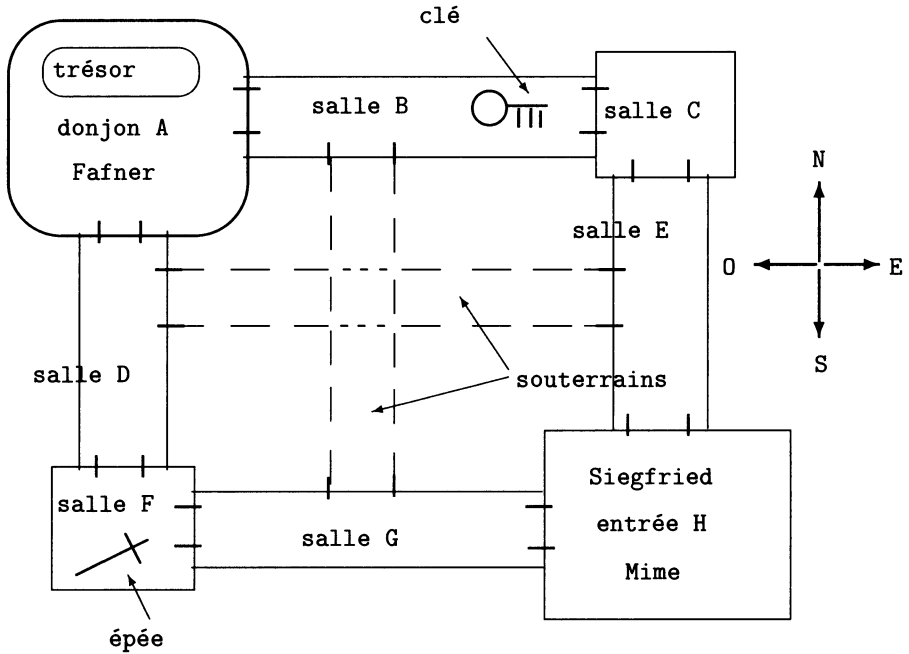 clé
trésor
salle B
salle C
donjon A
Fafner
N
salle E
O
E
S
salle D
souterrains
Siegfried
salle F
entrée H
salle G
Mime
épée